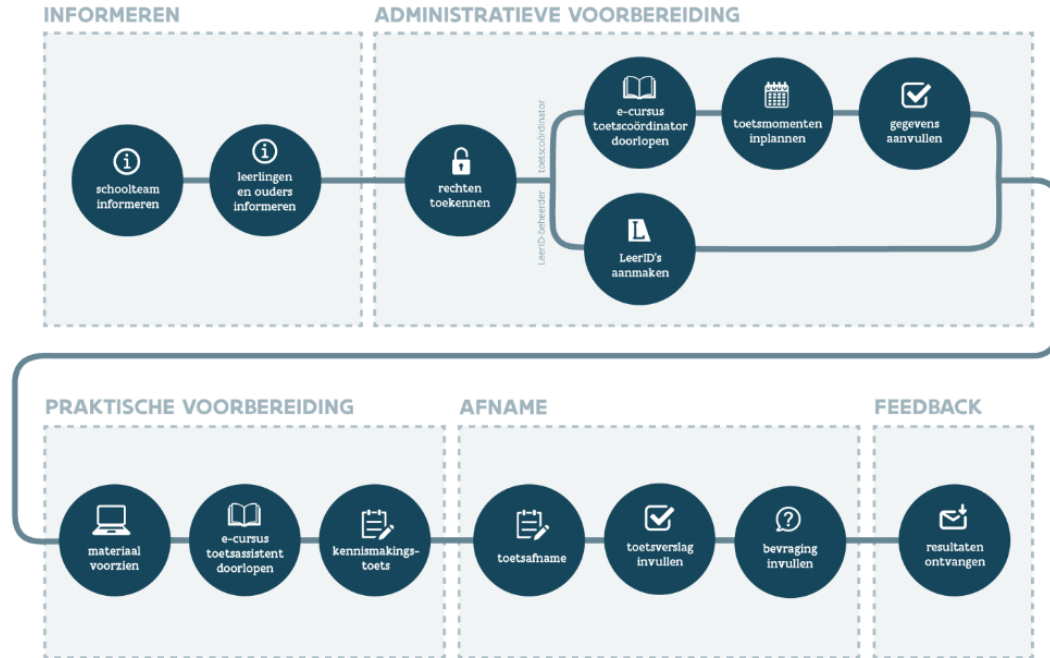 INFORMEREN
ADMINISTRATIEVE VOORBEREIDING
schoolteam
informeren
leerlingen
en ouders
informeren
rechten
toekennen
toetscoördinator
LeerID-beheerder
e-cursus
toetscoördinator
doorlopen
toetsmomenten
inplannen
gegevens
aanvullen
L
LeerID's
aanmaken
PRAKTISCHE VOORBEREIDING
AFNAME
FEEDBACK
materiaal
voorzien
e-cursus
toetsassistent
doorlopen
kennismakings-
toets
toetsafname
toetsverslag
invullen
bevraging
invullen
resultaten
ontvangen